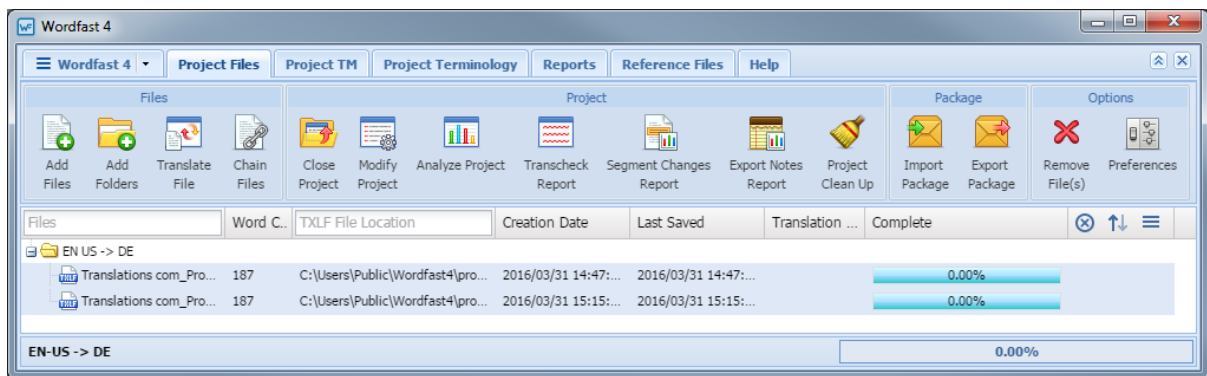 WF Wordfast 4
Wordfast 4 Project Files Project TM Project Terminology Reports Reference Files Help
Files Project Package Options
Add Files Add Folders Translate File Chain Files Close Project Modify Project Analyze Project Transcheck Report Segment Changes Report Export Notes Report Project Clean Up Import Package Export Package Remove File(s) Preferences
Files Word C.. TXLF File Location Creation Date Last Saved Translation ... Complete
EN US -> DE
TXLF Translations com_Pro... 187 C:\Users\Public\Wordfast4\pro... 2016/03/31 14:47:... 2016/03/31 14:47:... 0.00%
TXLF Translations com_Pro... 187 C:\Users\Public\Wordfast4\pro... 2016/03/31 15:15:... 2016/03/31 15:15:... 0.00%
EN-US -> DE 0.00%